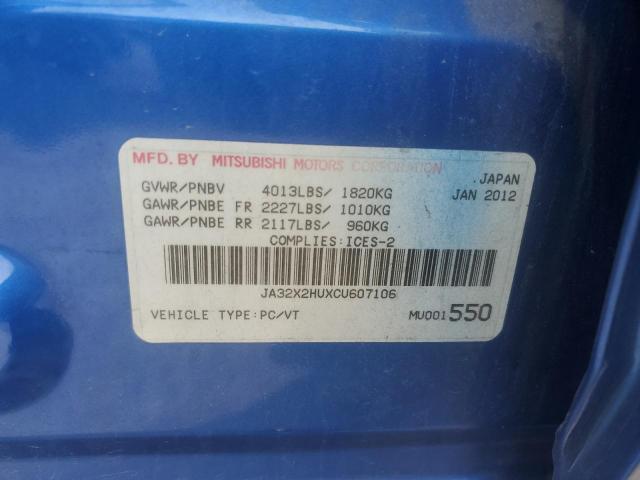 MFD. BY MITSUBISHI MOTORS CORPORATION
JAPAN
GVWR/PNBV 4013LBS/ 1820KG JAN 2012
GAWR/PNBE FR 2227LBS/ 1010KG
GAWR/PNBE RR 2117LBS/ 960KG
COMPLIES:ICES-2
JA32X2HUXCU607106
VEHICLE TYPE:PC/VT MU001550